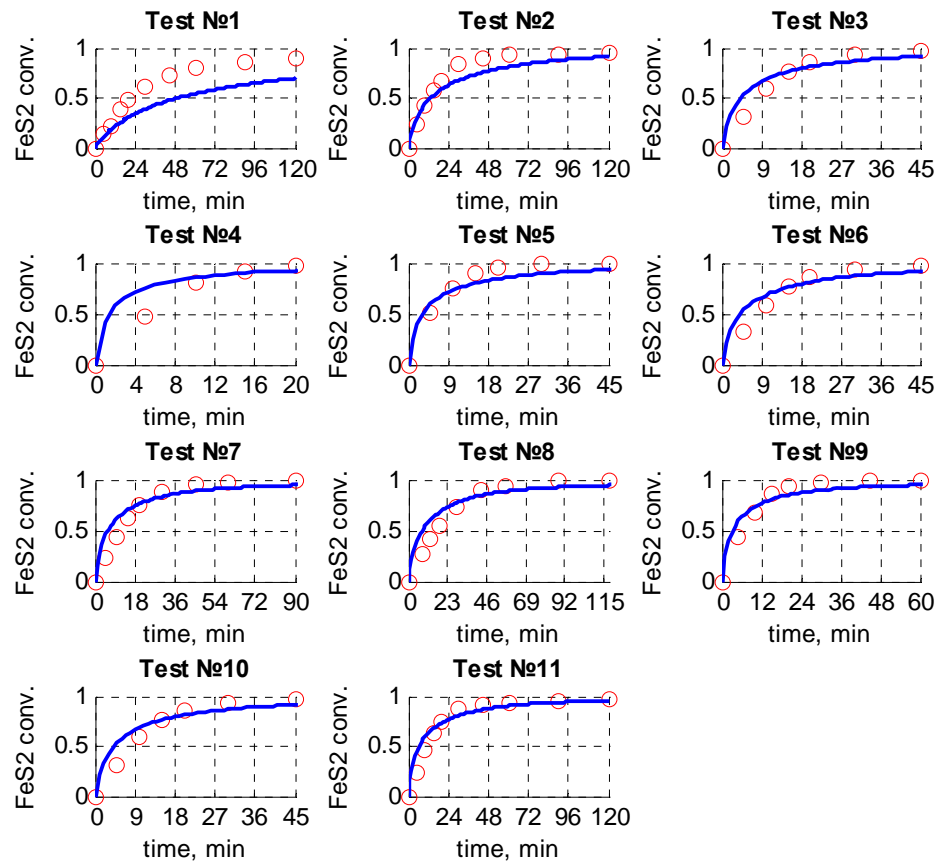 Test №1 Test №2 Test №3
FeS2 conv. FeS2 conv. FeS2 conv.
1 1 1
0.5 0.5 0.5
0 0 0
0 24 48 72 96 120 0 24 48 72 96 120 0 9 18 27 36 45
time, min time, min time, min
Test №4 Test №5 Test №6
FeS2 conv. FeS2 conv. FeS2 conv.
1 1 1
0.5 0.5 0.5
0 0 0
0 4 8 12 16 20 0 9 18 27 36 45 0 9 18 27 36 45
time, min time, min time, min
Test №7 Test №8 Test №9
FeS2 conv. FeS2 conv. FeS2 conv.
1 1 1
0.5 0.5 0.5
0 0 0
0 18 36 54 72 90 0 23 46 69 92 115 0 12 24 36 48 60
time, min time, min time, min
Test №10 Test №11
FeS2 conv. FeS2 conv.
1 1
0.5 0.5
0 0
0 9 18 27 36 45 0 24 48 72 96 120
time, min time, min